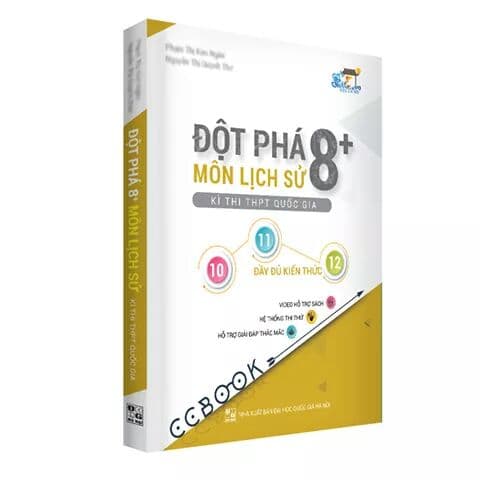 Phạm Thị Kim Ngân
Nguyễn Thị Quỳnh Thư
ĐỘT PHÁ 8+
MÔN LỊCH SỬ
KÌ THI THPT QUỐC GIA
11
10
12
ĐẦY ĐỦ KIẾN THỨC
VIDEO HỖ TRỢ SÁCH
HỆ THỐNG THI THỬ
HỖ TRỢ GIẢI ĐÁP THẮC MẮC
CCBOOK
NHÀ XUẤT BẢN ĐẠI HỌC QUỐC GIA HÀ NỘI
ĐỘT PHÁ 8+ MÔN LỊCH SỬ
KÌ THI THPT QUỐC GIA